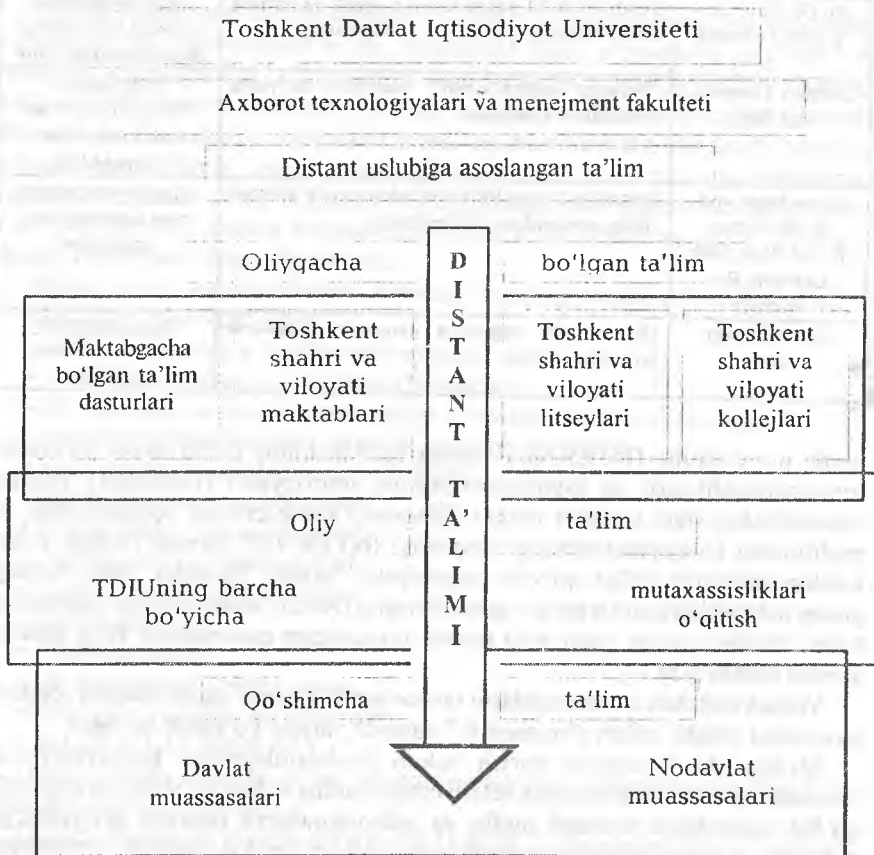 Toshkent Davlat Iqtisodiyot Universiteti
Axborot texnologiyalari va menejment fakulteti
Distant uslubiga asoslangan ta’lim
Oliygacha bo‘lgan ta’lim
DISTANT TA’LIMI
Maktabgacha
bo‘lgan ta’lim
dasturlari
Toshkent
shahri va
viloyati
maktablari
Toshkent
shahri va
viloyati
litseylari
Toshkent
shahri va
viloyati
kollejlari
Oliy ta’lim
TDIUning barcha mutaxassisliklari
bo‘yicha o‘qitish
Qo‘shimcha ta’lim
Davlat
muassasalari
Nodavlat
muassasalari